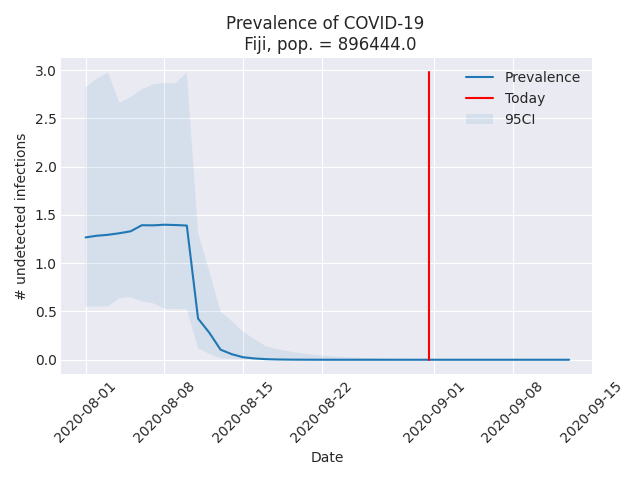 Prevalence of COVID-19
Fiji, pop. = 896444.0
3.0
2.5
2.0
1.5
1.0
0.5
0.0
# undetected infections
Prevalence
Today
95CI
2020-08-01
2020-08-08
2020-08-15
2020-08-22
2020-09-01
2020-09-08
2020-09-15
Date